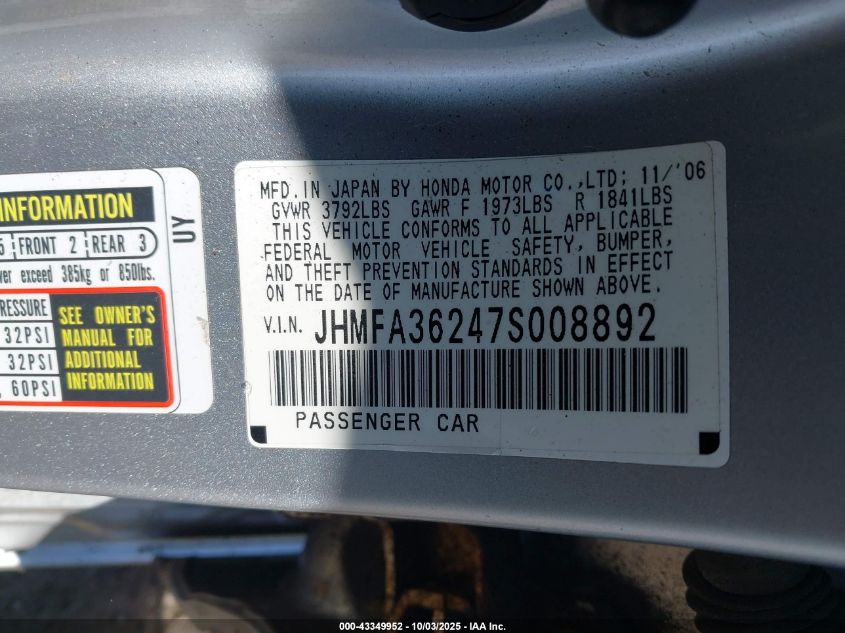 INFORMATION
FRONT 2 REAR 3
exceed 385kg or 850lbs.
PRESSURE
32PSI
32PSI
60PSI
SEE OWNER'S
MANUAL FOR
ADDITIONAL
INFORMATION
UY
MFD. IN JAPAN BY HONDA MOTOR CO.,LTD; 11/'06
GVWR 3792LBS GAWR F 1973LBS R 1841LBS
THIS VEHICLE CONFORMS TO ALL APPLICABLE
FEDERAL MOTOR VEHICLE SAFETY, BUMPER,
AND THEFT PREVENTION STANDARDS IN EFFECT
ON THE DATE OF MANUFACTURE SHOWN ABOVE.
V.I.N. JHMFA36247S008892
PASSENGER CAR
000-43349952 - 10/03/2025 - IAA Inc.